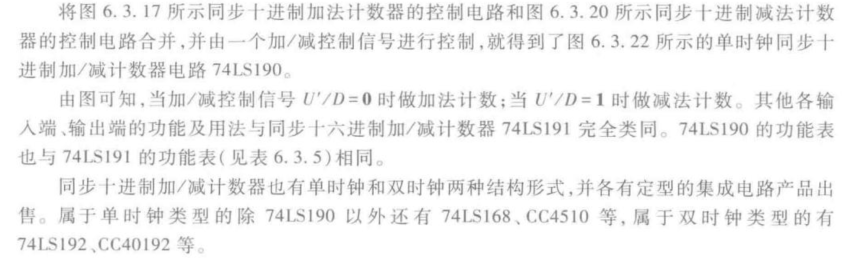 将图 6.3.17 所示同步十进制加法计数器的控制电路和图 6.3.20 所示同步十进制减法计数
器的控制电路合并,并由一个加/减控制信号进行控制,就得到了图 6.3.22 所示的单时钟同步十
进制加/减计数器电路 74LS190。
由图可知,当加/减控制信号 U′/D=0 时做加法计数;当 U′/D=1 时做减法计数。其他各输
入端、输出端的功能及用法与同步十六进制加/减计数器 74LS191 完全类同。74LS190 的功能表
也与 74LS191 的功能表(见表 6.3.5)相同。
同步十进制加/减计数器也有单时钟和双时钟两种结构形式,并各有定型的集成电路产品出
售。属于单时钟类型的除 74LS190 以外还有 74LS168、CC4510 等,属于双时钟类型的有
74LS192、CC40192 等。